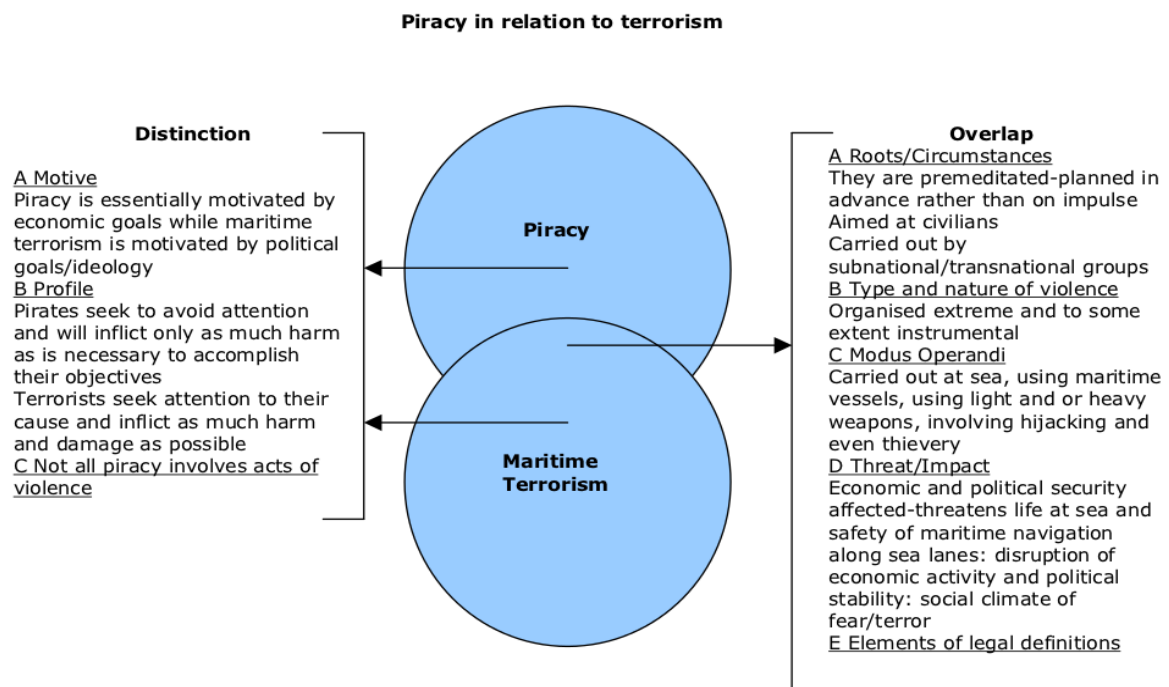 Piracy in relation to terrorism
Distinction
A Motive
Piracy is essentially motivated by
economic goals while maritime
terrorism is motivated by political
goals/ideology
B Profile
Pirates seek to avoid attention
and will inflict only as much harm
as is necessary to accomplish
their objectives
Terrorists seek attention to their
cause and inflict as much harm
and damage as possible
C Not all piracy involves acts of
violence
Piracy
Maritime
Terrorism
Overlap
A Roots/Circumstances
They are premeditated-planned in
advance rather than on impulse
Aimed at civilians
Carried out by
subnational/transnational groups
B Type and nature of violence
Organised extreme and to some
extent instrumental
C Modus Operandi
Carried out at sea, using maritime
vessels, using light and or heavy
weapons, involving hijacking and
even thievery
D Threat/Impact
Economic and political security
affected-threatens life at sea and
safety of maritime navigation
along sea lanes: disruption of
economic activity and political
stability: social climate of
fear/terror
E Elements of legal definitions